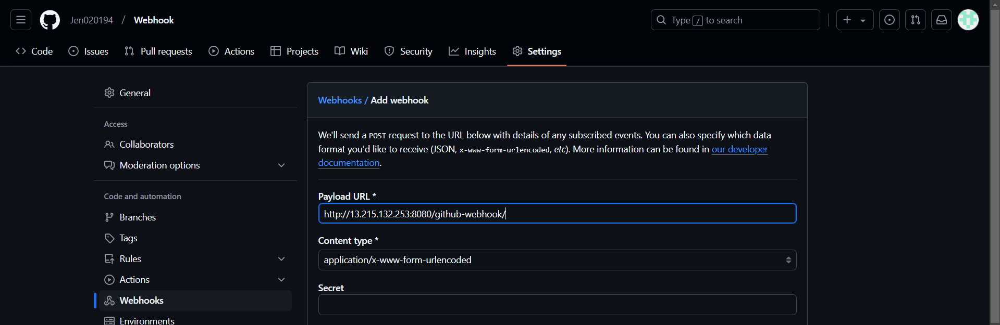 Jen020194 / Webhook
Type / to search
Code Issues Pull requests Actions Projects Wiki Security Insights Settings
General
Access
Collaborators
Moderation options
Code and automation
Branches
Tags
Rules
Actions
Webhooks
Environments
Webhooks / Add webhook
We'll send a POST request to the URL below with details of any subscribed events. You can also specify which data
format you'd like to receive (JSON, x-www-form-urlencoded, etc). More information can be found in our developer
documentation.
Payload URL *
http://13.215.132.253:8080/github-webhook/
Content type *
application/x-www-form-urlencoded
Secret